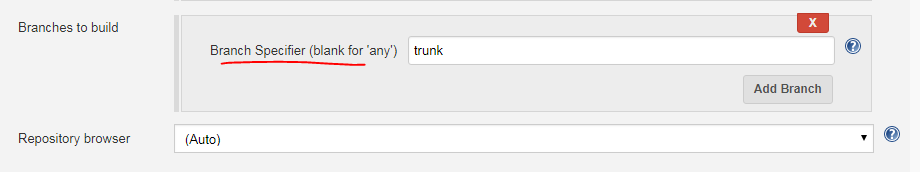 Branches to build
X
Branch Specifier (blank for 'any') trunk
?
Add Branch
Repository browser (Auto)
?